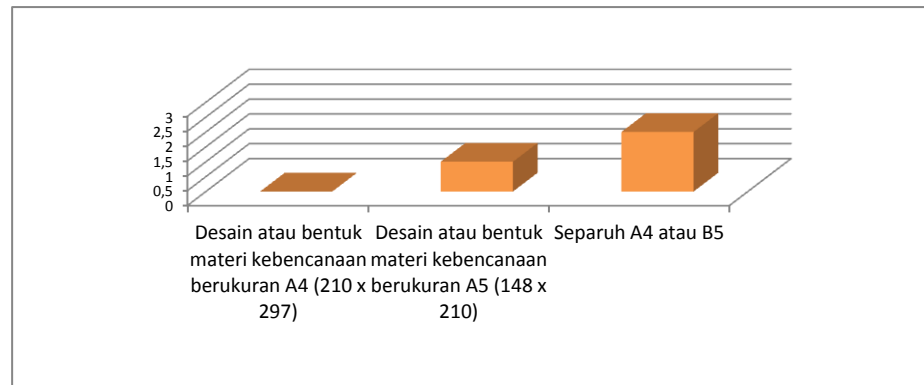 3
2,5
2
1,5
1
0,5
0
Desain atau bentuk
materi kebencanaan
berukuran A4 (210 x
297)
Desain atau bentuk
materi kebencanaan
berukuran A5 (148 x
210)
Separuh A4 atau B5